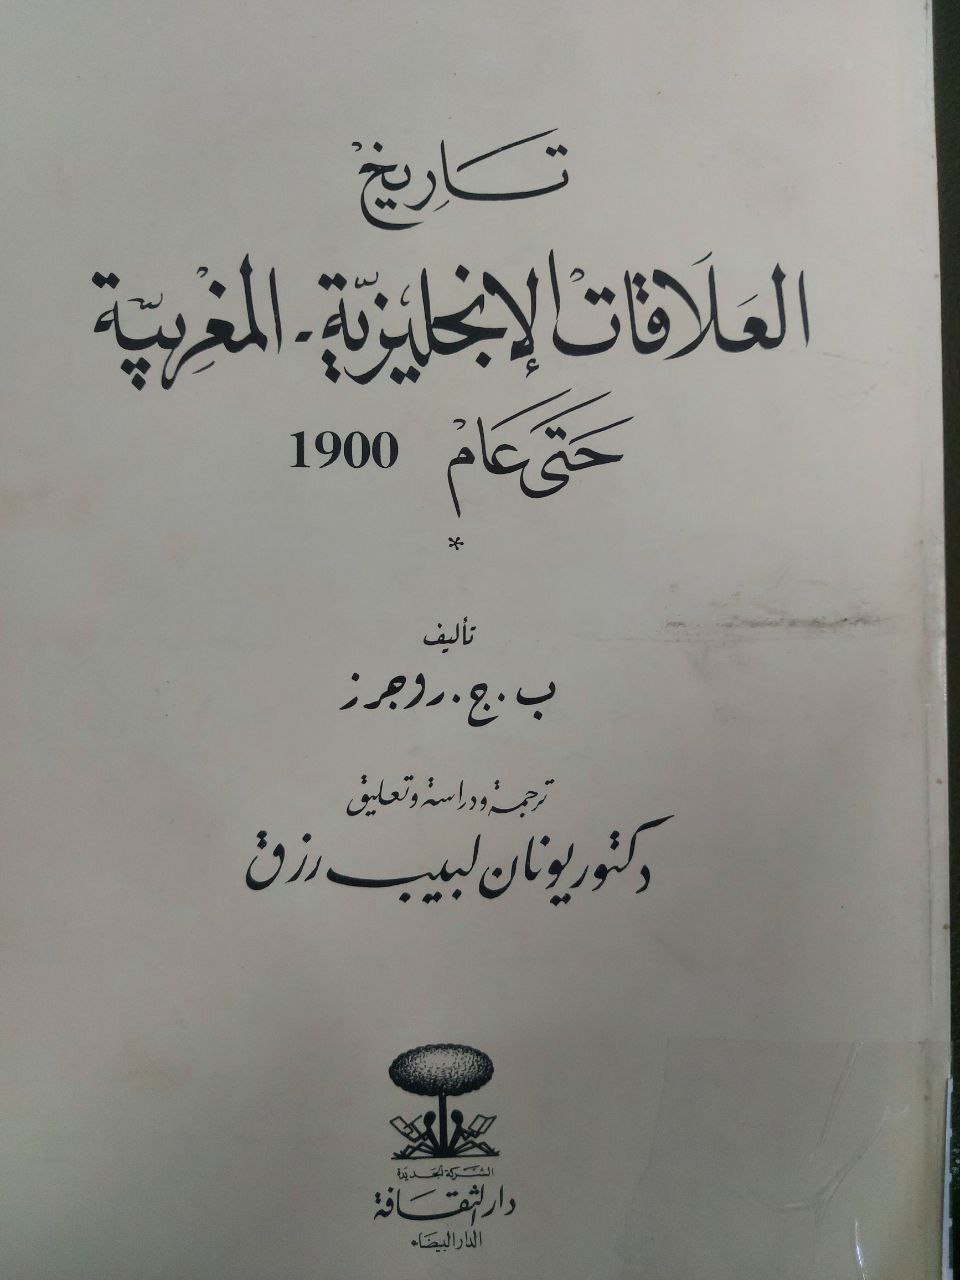 تاريخ
العلاقات الإنجليزية - المغربية
حتى عام 1900
*
تأليف
ب . ج . روجرز
ترجمة ودراسة وتعليق
دكتور يونان لبيب رزق
الشركة الجديدة
دار الثقافة
الدار البيضاء